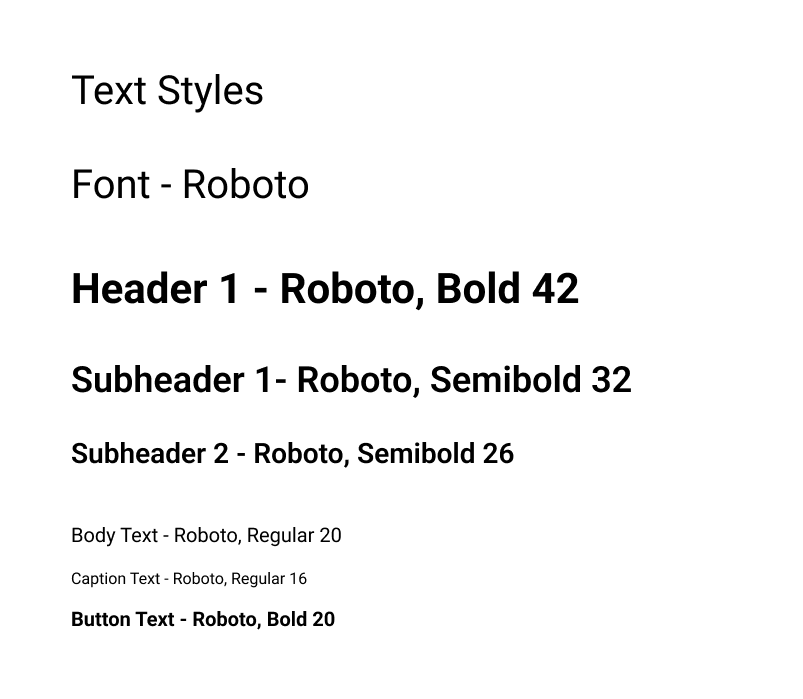 Text Styles
Font - Roboto
Header 1 - Roboto, Bold 42
Subheader 1- Roboto, Semibold 32
Subheader 2 - Roboto, Semibold 26
Body Text - Roboto, Regular 20
Caption Text - Roboto, Regular 16
Button Text - Roboto, Bold 20